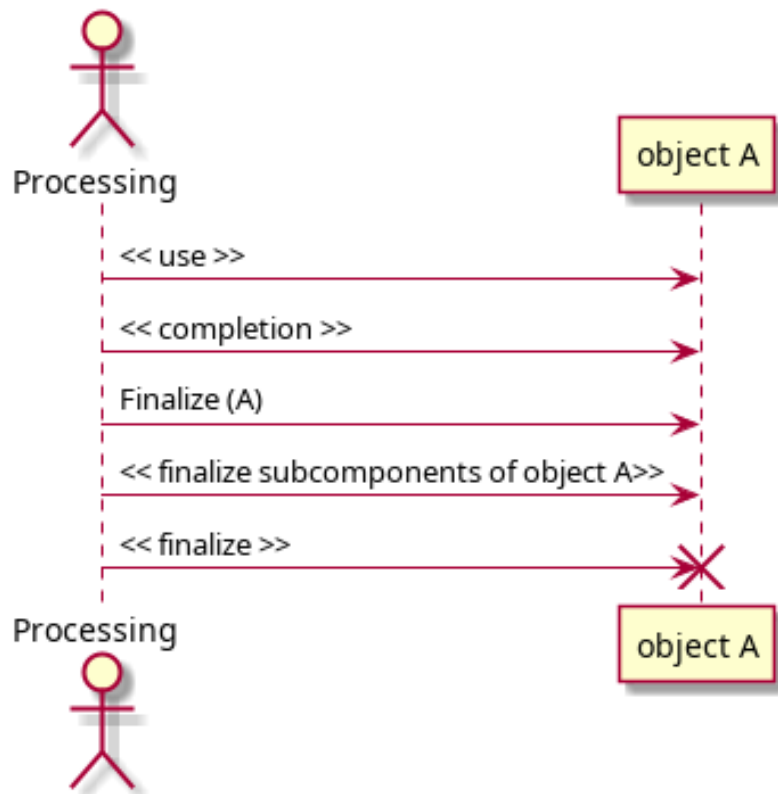 Processing
object A
<< use >>
<< completion >>
Finalize (A)
<< finalize subcomponents of object A>>
<< finalize >>
Processing
object A